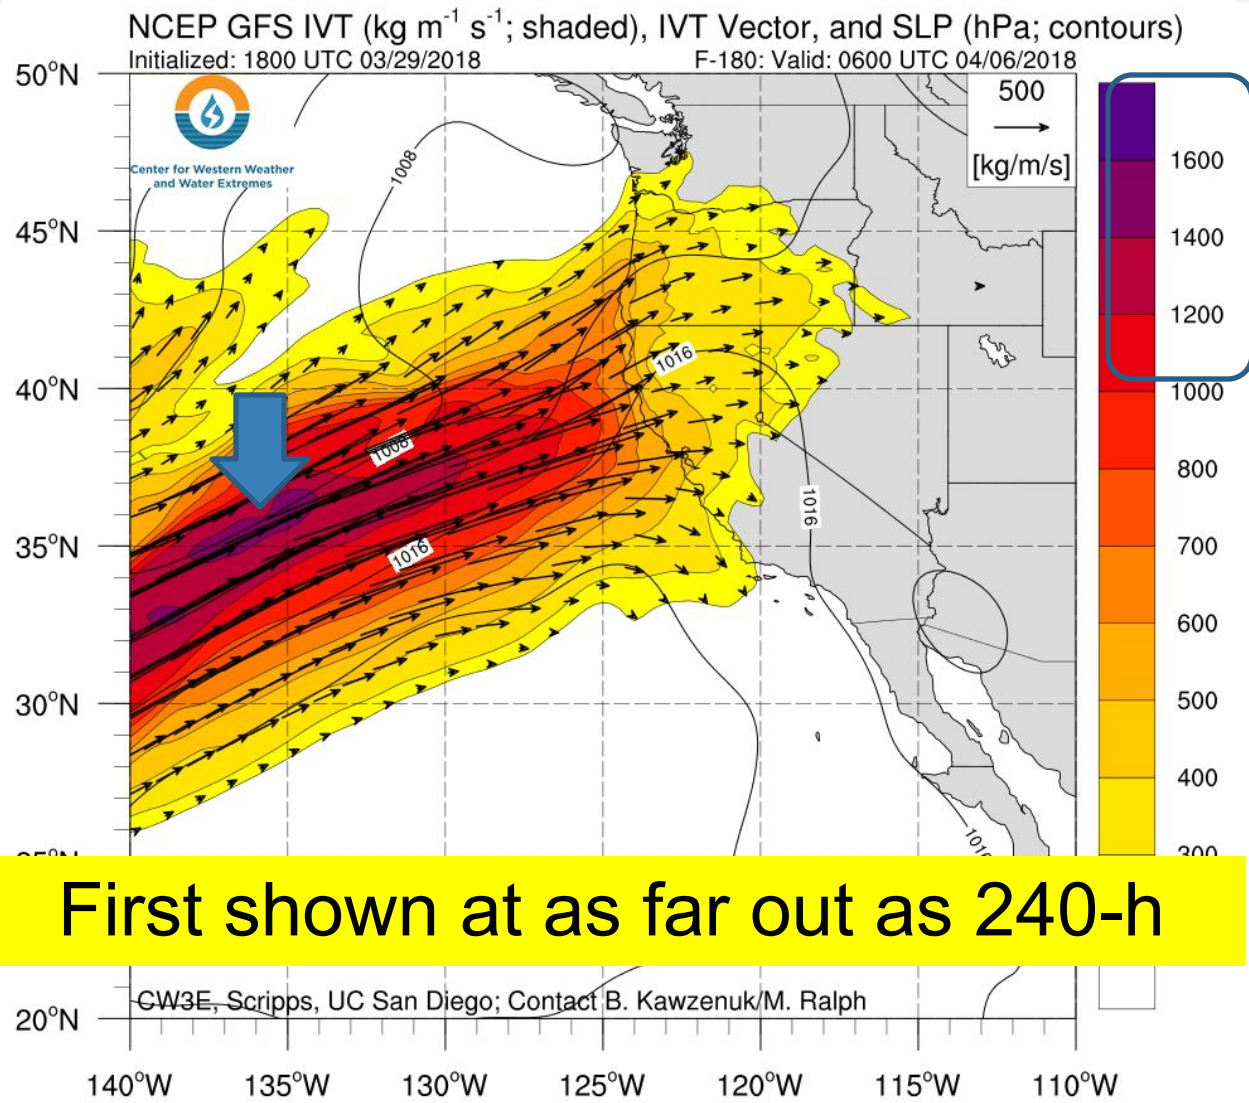 NCEP GFS IVT (kg m⁻¹ s⁻¹; shaded), IVT Vector, and SLP (hPa; contours)
Initialized: 1800 UTC 03/29/2018
F-180: Valid: 0600 UTC 04/06/2018
50°N
500
[kg/m/s]
Center for Western Weather
and Water Extremes
1008
1600
1400
45°N
1200
1016
1000
40°N
1008
800
1016
700
35°N
1016
600
500
30°N
400
1016
300
First shown at as far out as 240-h
CW3E, Scripps, UC San Diego; Contact B. Kawzenuk/M. Ralph
20°N
140°W 135°W 130°W 125°W 120°W 115°W 110°W